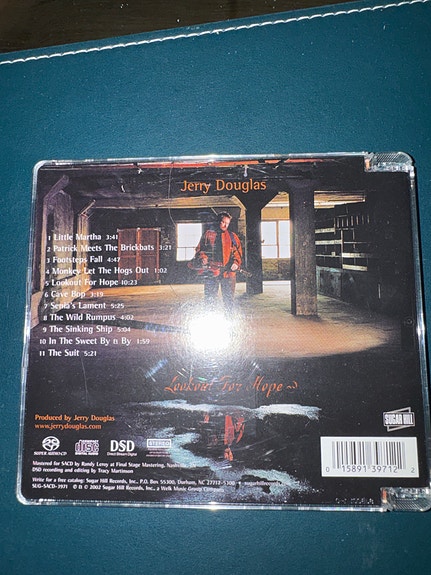 Jerry Douglas
1 Little Martha 3:41
2 Patrick Meets The Brickbats 3:21
3 Footsteps Fall 4:47
4 Monkey Let The Hogs Out 1:02
5 Lookout For Hope 10:23
6 Cave Bop 3:19
7 Senia's Lament 5:25
8 The Wild Rumpus 4:02
9 The Sinking Ship 5:04
10 In The Sweet By n By 1:59
11 The Suit 5:21
Lookout For Hope
Produced by Jerry Douglas
www.jerrydouglas.com
SUGAR HILL
SUPER AUDIO CD
disc
DIGITAL AUDIO
DSD
Direct Stream Digital
STEREO
0 15891 39712 2
Mastered for SACD by Randy Leroy at Final Stage Mastering,
DSD recording and editing by Tracy Martinson
Write for a free catalog: Sugar Hill Records, Inc., P.O. Box 55300, Durham, NC 27717-5300 •
SUG-SACD-3971 ℗ © 2002 Sugar Hill Records, Inc., a Welk Music Group Company